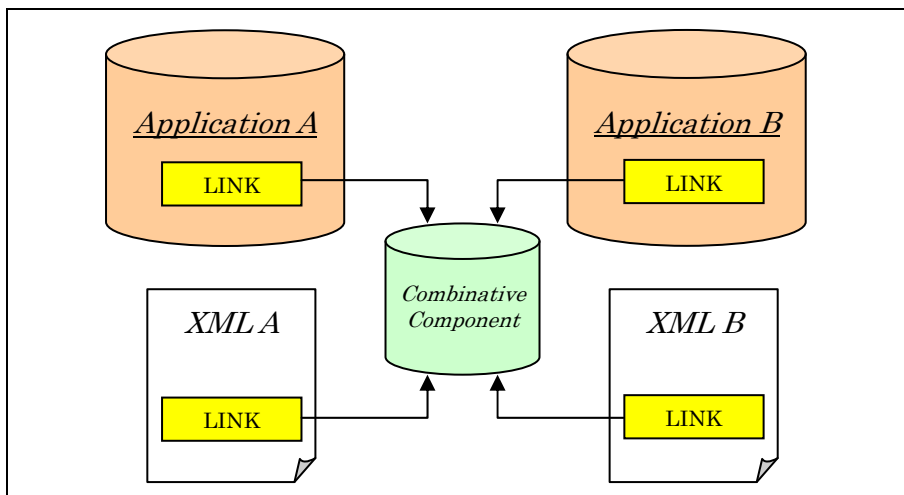 Application A
LINK
Application B
LINK
Combinative
Component
XML A
LINK
XML B
LINK